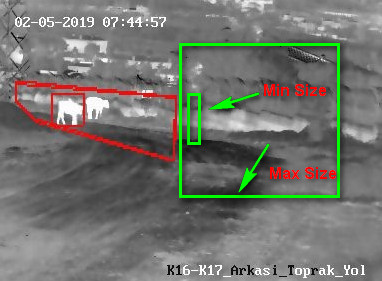 02-05-2019 07:44:57
Min Size
Max Size
K16-K17_Arkasi_Toprak_Yol